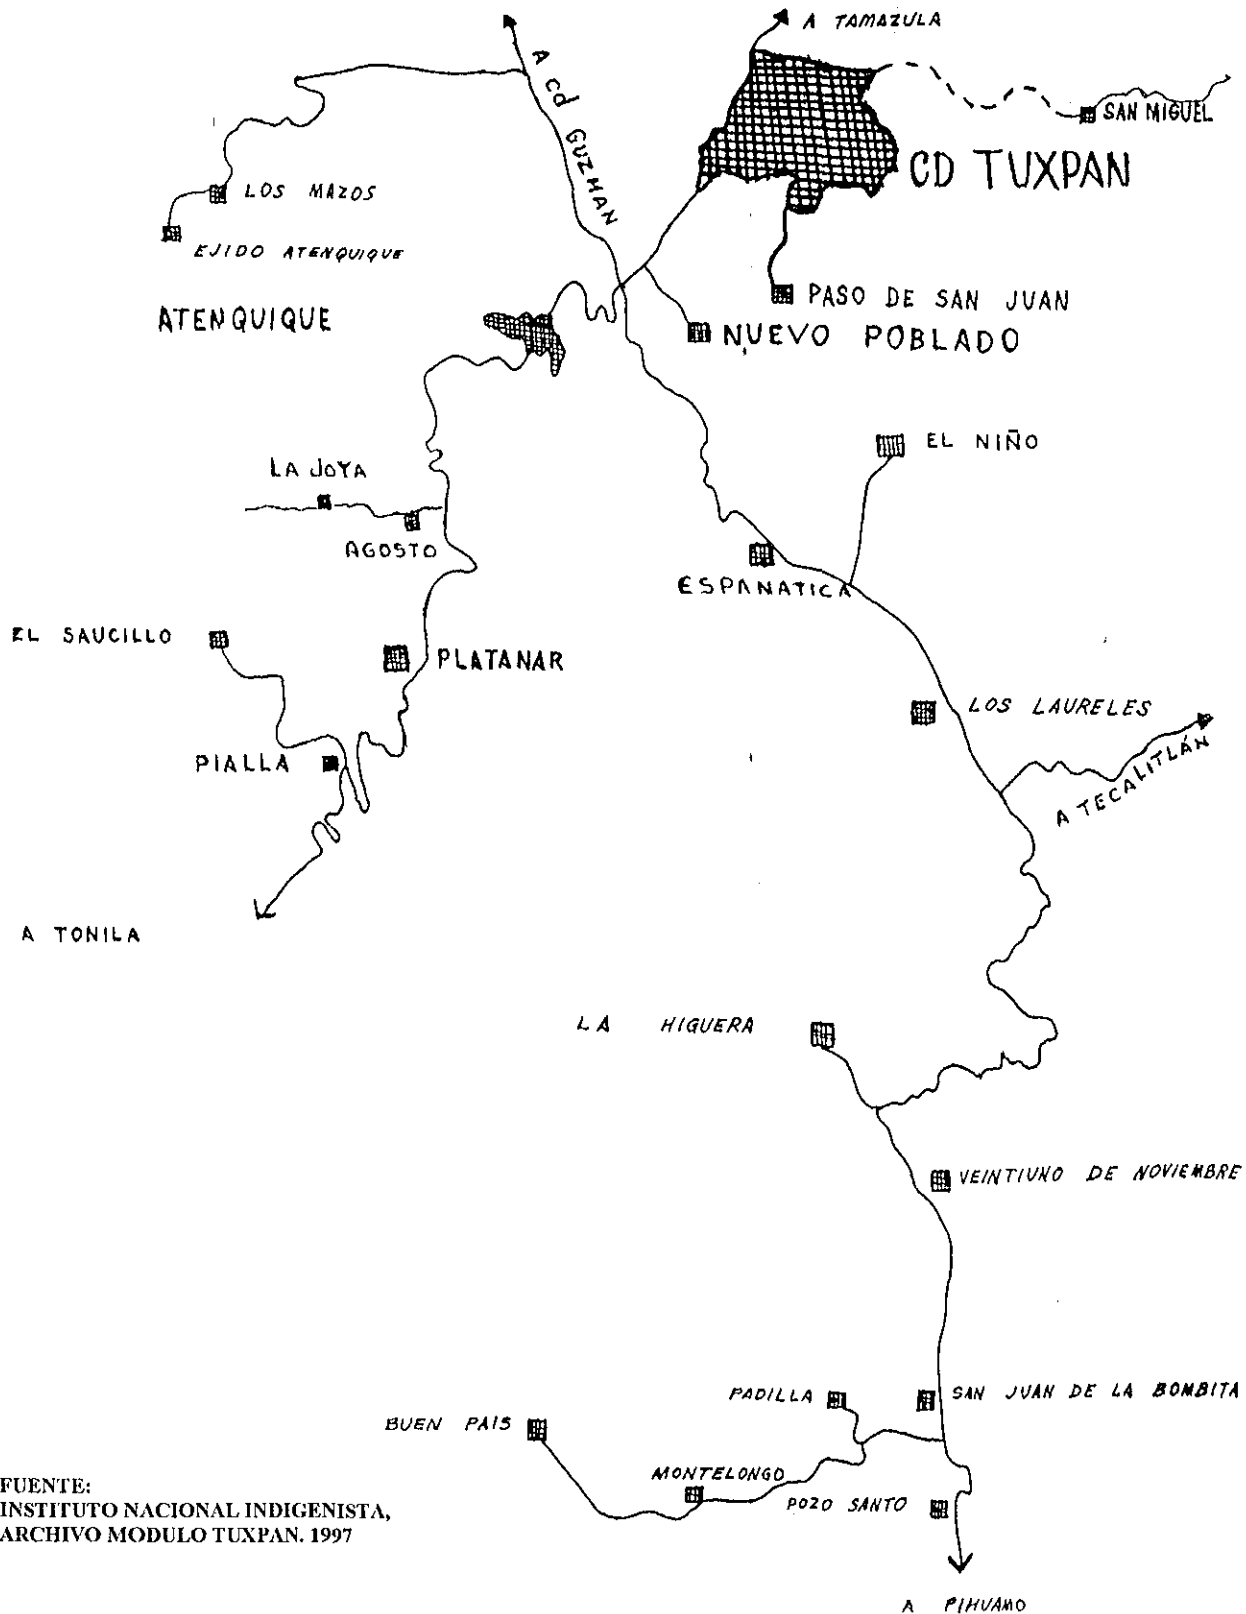 A TAMAZULA
A cd GUZMAN
SAN MIGUEL
CD TUXPAN
LOS MAZOS
EJIDO ATENQUIQUE
PASO DE SAN JUAN
ATENQUIQUE
NUEVO POBLADO
EL NIÑO
LA JOYA
AGOSTO
ESPANATICA
EL SAUCILLO
PLATANAR
LOS LAURELES
PIALLA
A TECALITLÁN
A TONILA
LA HIGUERA
VEINTIUNO DE NOVIEMBRE
PADILLA
SAN JUAN DE LA BOMBITA
BUEN PAIS
MONTELONGO
POZO SANTO
FUENTE:
INSTITUTO NACIONAL INDIGENISTA,
ARCHIVO MODULO TUXPAN. 1997
A PIHUAMO